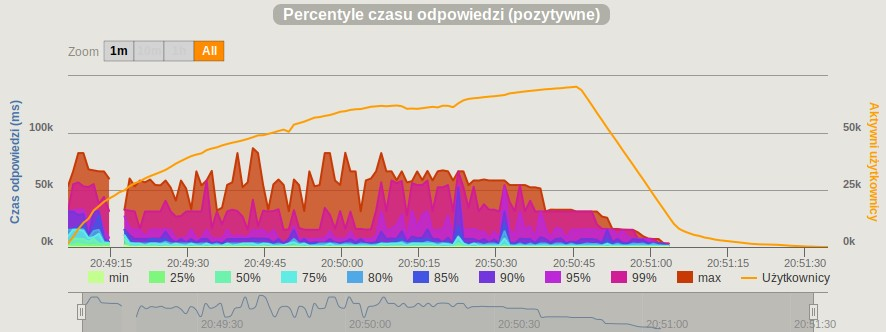 Percentyle czasu odpowiedzi (pozytywne)
Zoom 1m 10m 1h All
Czas odpowiedzi (ms)
100k
50k
0k
Aktywni użytkownicy
50k
25k
0k
20:49:15 20:49:30 20:49:45 20:50:00 20:50:15 20:50:30 20:50:45 20:51:00 20:51:15 20:51:30
min 25% 50% 75% 80% 85% 90% 95% 99% max Użytkownicy
20:49:30 20:50:00 20:50:30 20:51:00 20:51:30